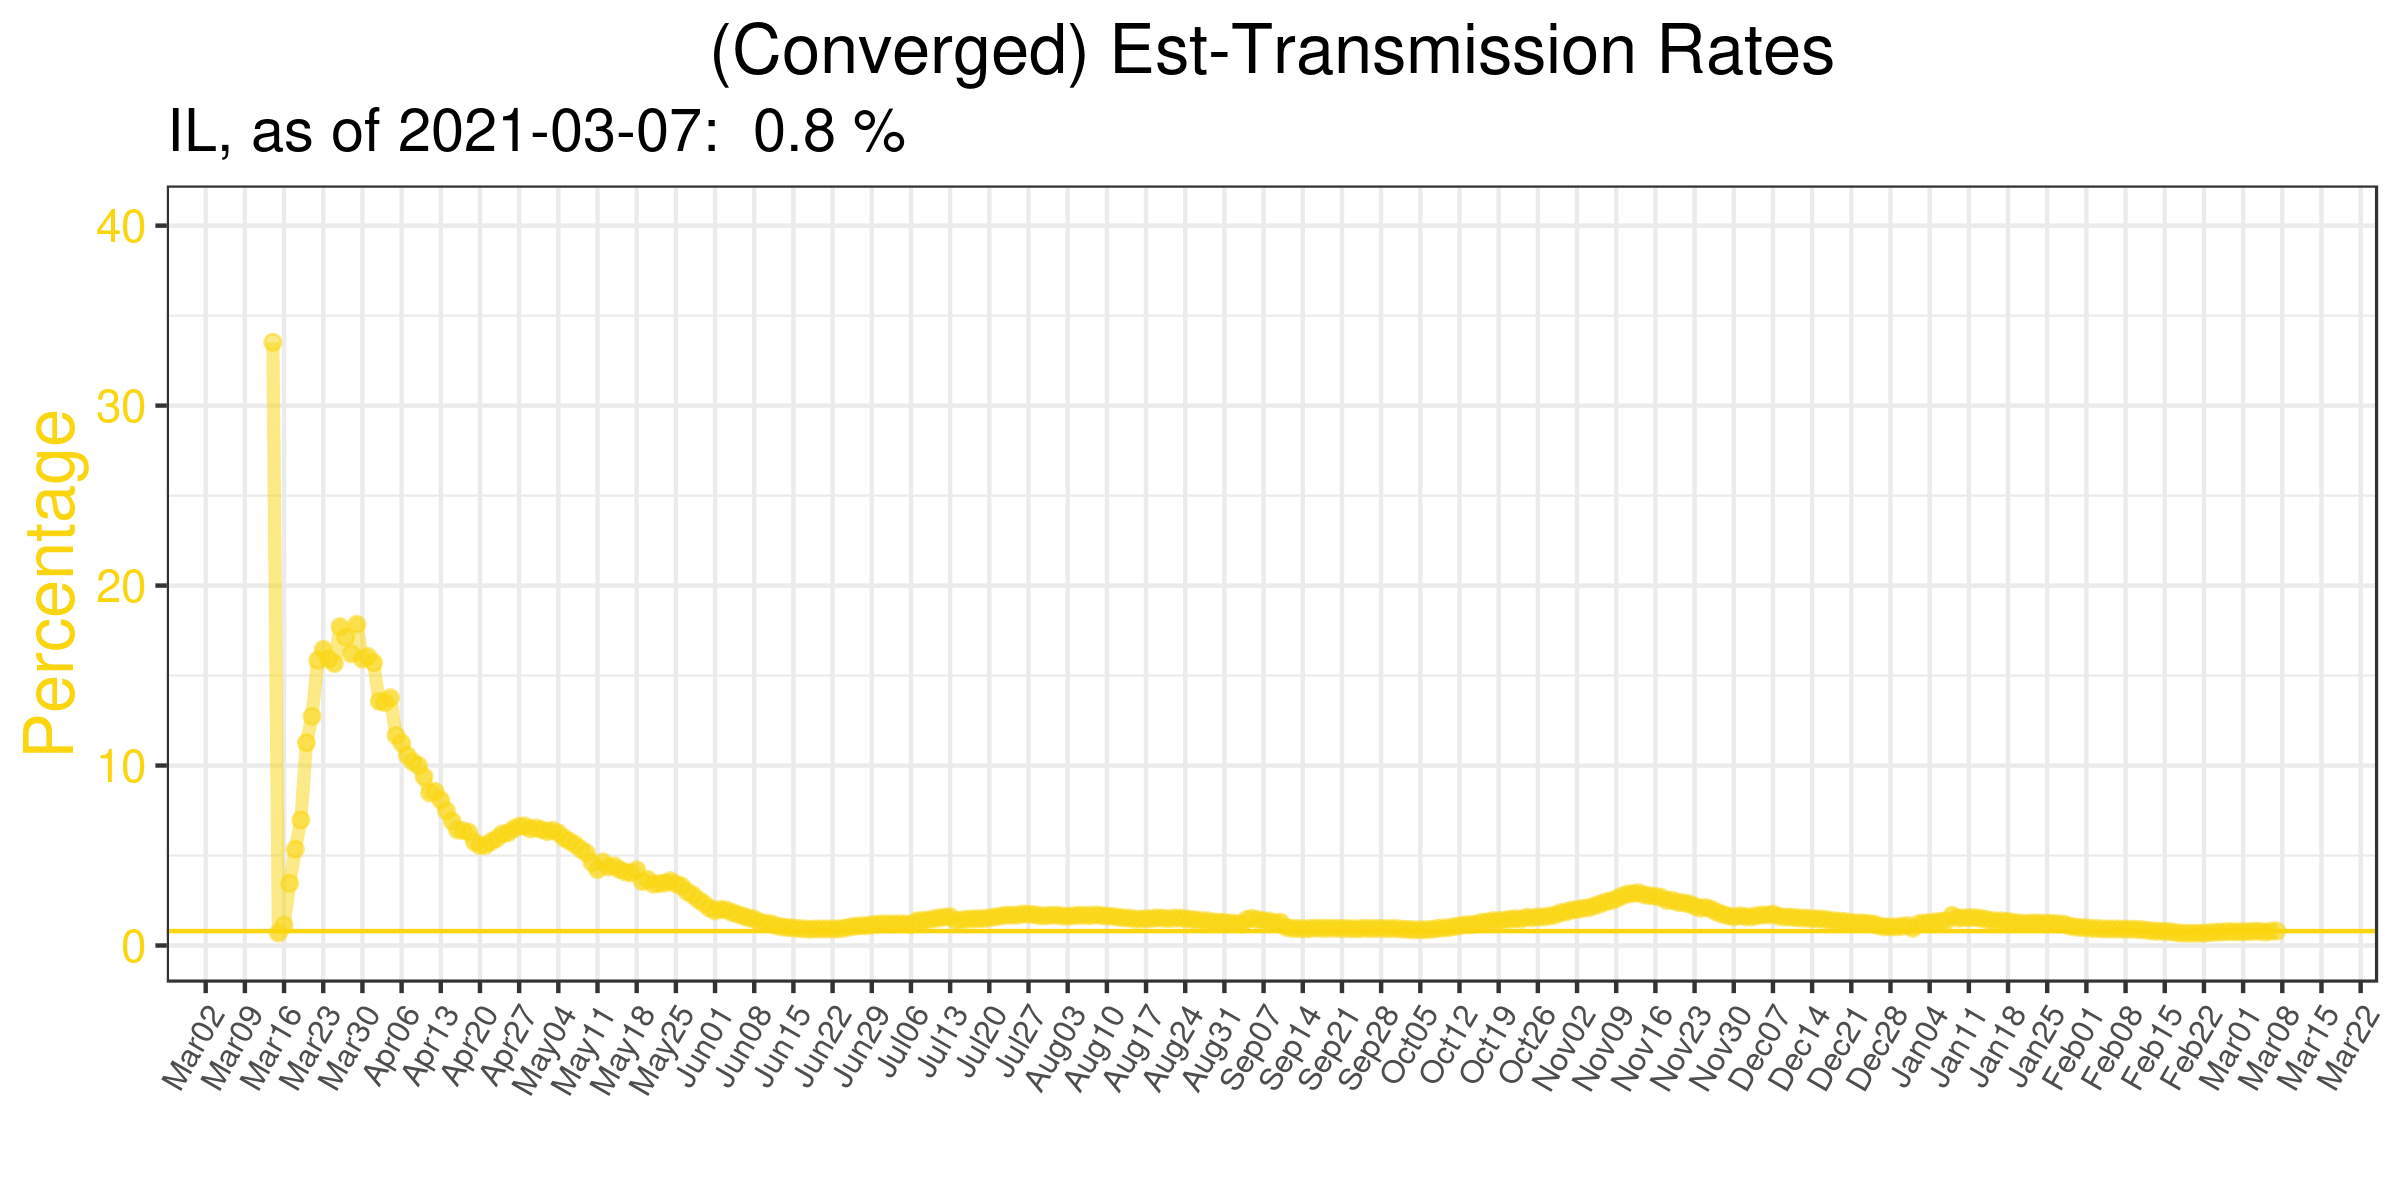 (Converged) Est-Transmission Rates
IL, as of 2021-03-07:  0.8 %
Percentage
40
30
20
10
0
Mar02 Mar09 Mar16 Mar23 Mar30 Apr06 Apr13 Apr20 Apr27 May04 May11 May18 May25 Jun01 Jun08 Jun15 Jun22 Jun29 Jul06 Jul13 Jul20 Jul27 Aug03 Aug10 Aug17 Aug24 Aug31 Sep07 Sep14 Sep21 Sep28 Oct05 Oct12 Oct19 Oct26 Nov02 Nov09 Nov16 Nov23 Nov30 Dec07 Dec14 Dec21 Dec28 Jan04 Jan11 Jan18 Jan25 Feb01 Feb08 Feb15 Feb22 Mar01 Mar08 Mar15 Mar22